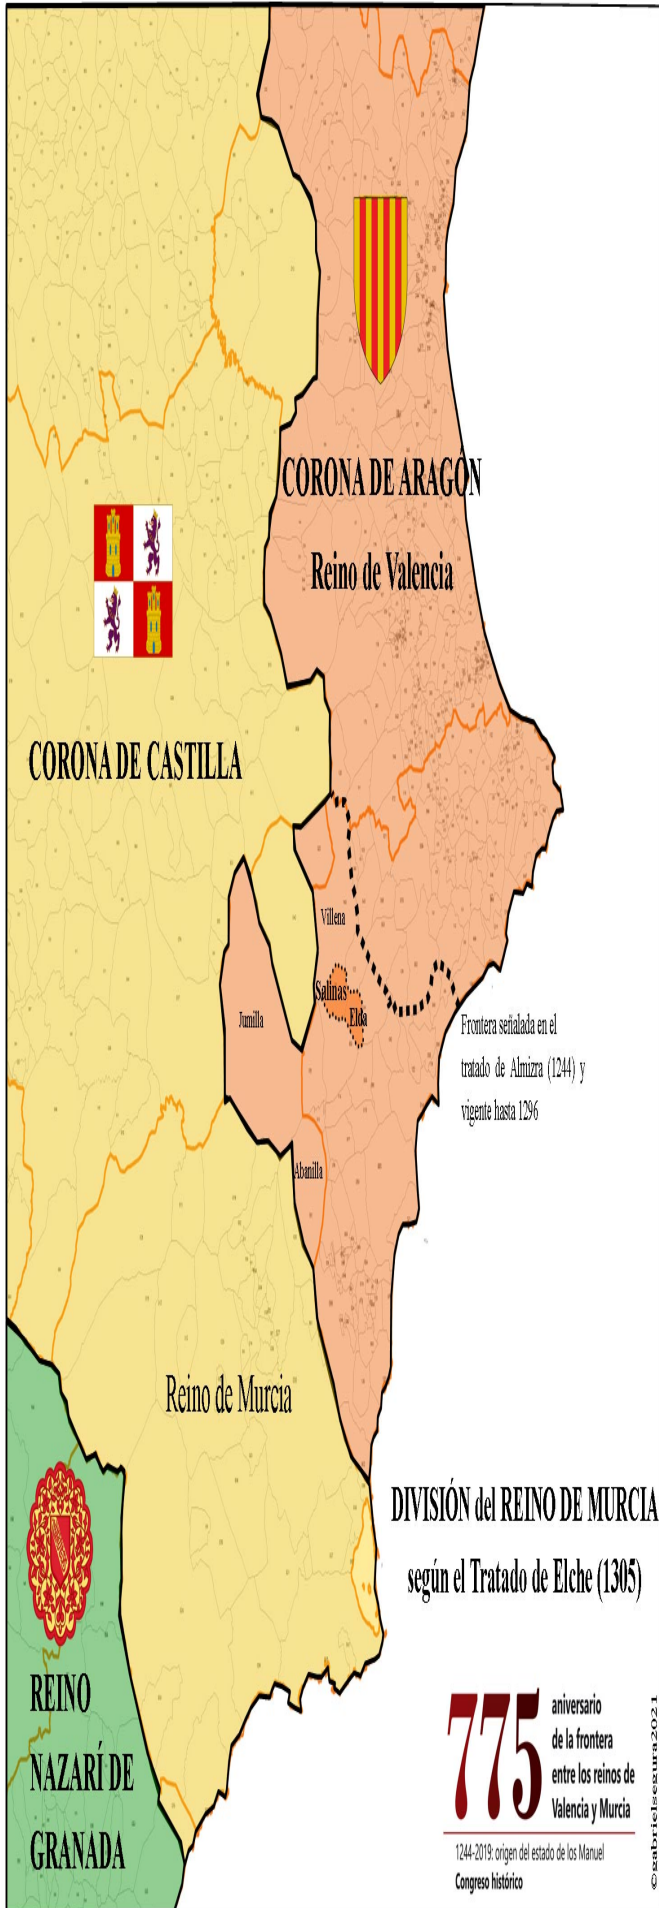 CORONA DE ARAGÓN
Reino de Valencia
CORONA DE CASTILLA
Villena
Salinas
Elda
Jumilla
Frontera señalada en el
tratado de Almizra (1244) y
vigente hasta 1296
Abanilla
Reino de Murcia
DIVISIÓN del REINO DE MURCIA
según el Tratado de Elche (1305)
REINO
NAZARÍ DE
GRANADA
775
aniversario
de la frontera
entre los reinos de
Valencia y Murcia
1244-2019: origen del estado de los Manuel
Congreso histórico
©gabrielsegura2021